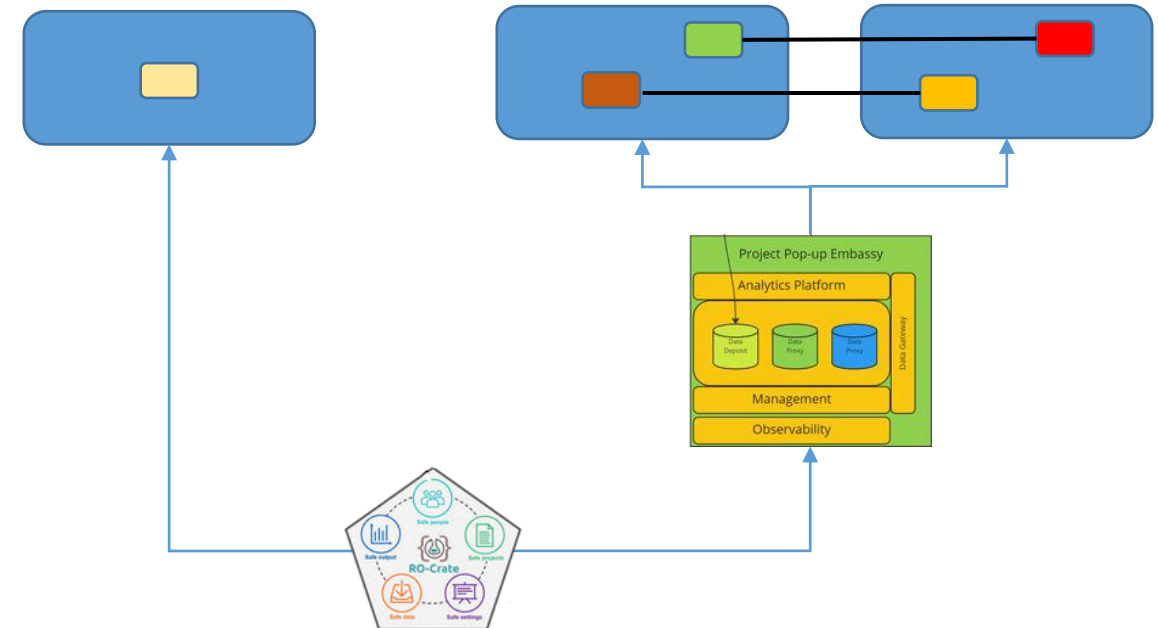 Project Pop-up Embassy
Analytics Platform
Data
Deposit
Data
Proxy
Data
Proxy
Data Gateway
Management
Observability
Safe people
Safe output
Safe projects
RO-Crate
Safe data
Safe settings